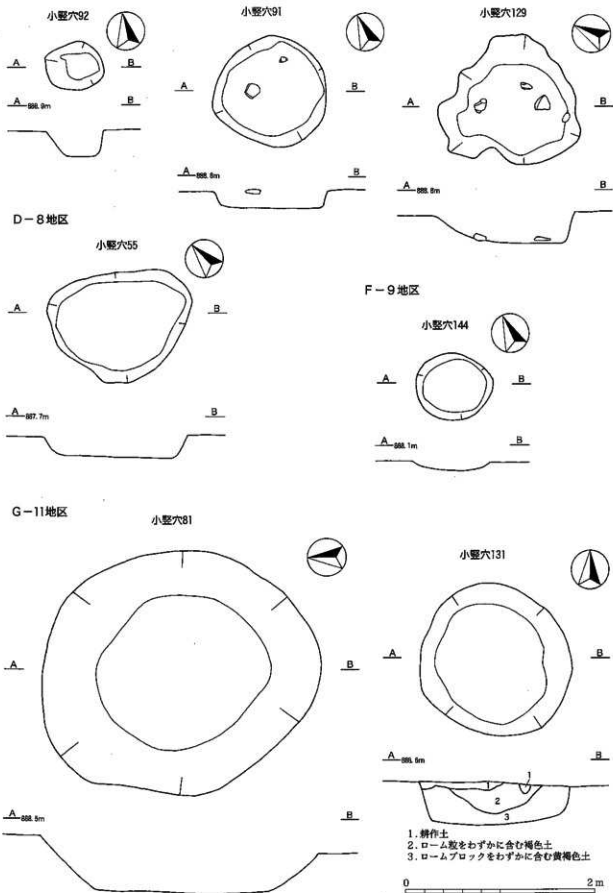 小竪穴92
A B
A 888.9m B
小竪穴91
A B
A 888.8m B
小竪穴129
A B
A 888.8m B
D-8地区
小竪穴55
A B
A 887.7m B
F-9地区
小竪穴144
A B
A 888.1m B
G-11地区
小竪穴81
A B
A 888.5m B
小竪穴131
A B
A 888.6m B
1 1
2
3
1.耕作土
2.ローム粒をわずかに含む褐色土
3.ロームブロックをわずかに含む黄褐色土
0 2m